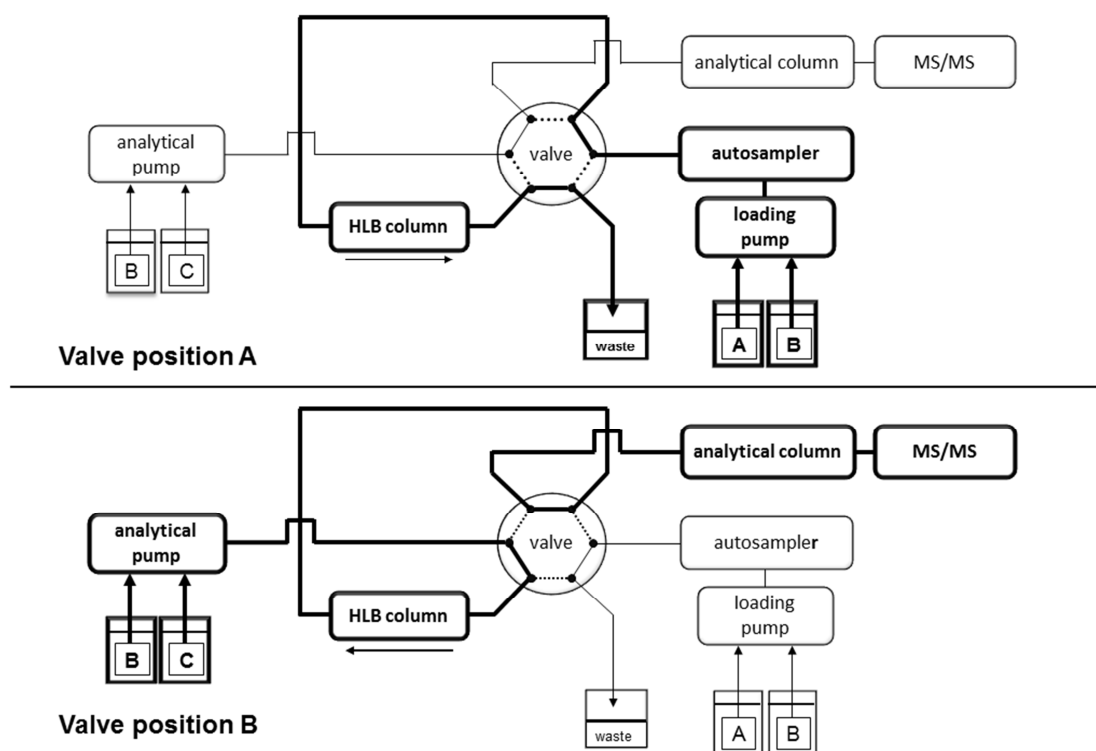 analytical column
MS/MS
analytical
pump
valve
autosampler
HLB column
loading
pump
B
C
waste
A
B
Valve position A
analytical column
MS/MS
analytical
pump
valve
autosampler
HLB column
loading
pump
B
C
waste
A
B
Valve position B